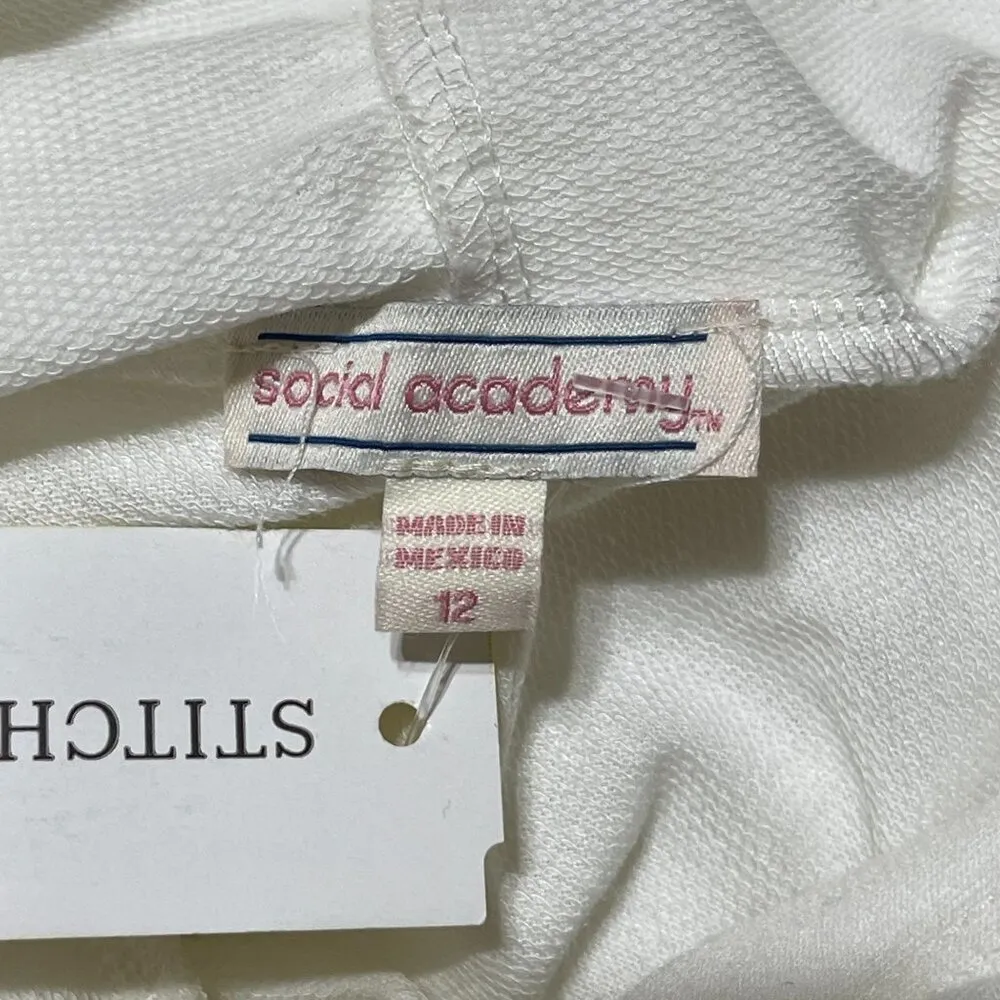 social academy™
MADE IN
MEXICO
12
STITCH